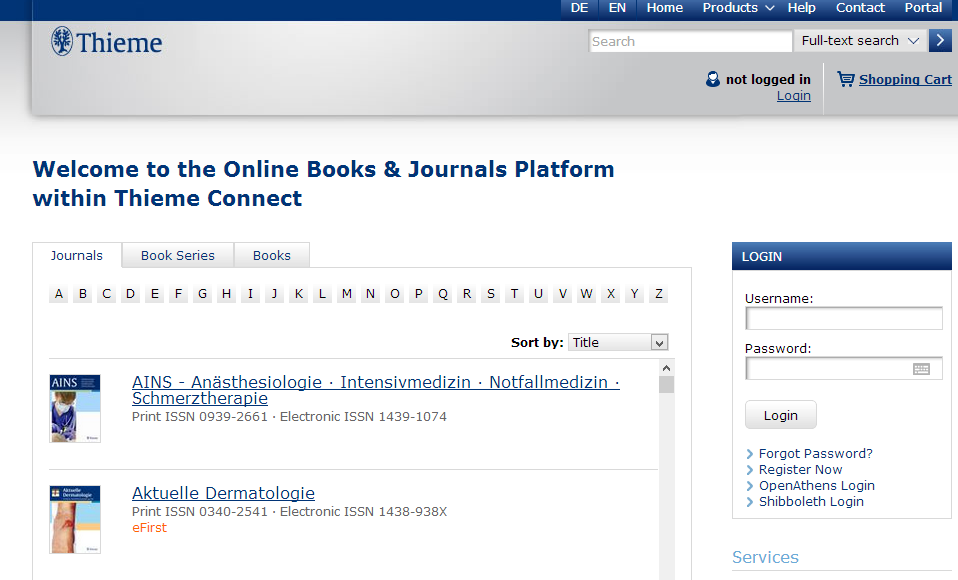 DE EN Home Products Help Contact Portal
Thieme
Search Full-text search
not logged in
Login
Shopping Cart
Welcome to the Online Books & Journals Platform
within Thieme Connect
Journals Book Series Books
A B C D E F G H I J K L M N O P Q R S T U V W X Y Z
Sort by: Title
AINS
AINS - Anästhesiologie · Intensivmedizin · Notfallmedizin ·
Schmerztherapie
Print ISSN 0939-2661 · Electronic ISSN 1439-1074
Aktuelle
Dermatologie
Aktuelle Dermatologie
Print ISSN 0340-2541 · Electronic ISSN 1438-938X
eFirst
LOGIN
Username:
Password:
Login
Forgot Password?
Register Now
OpenAthens Login
Shibboleth Login
Services